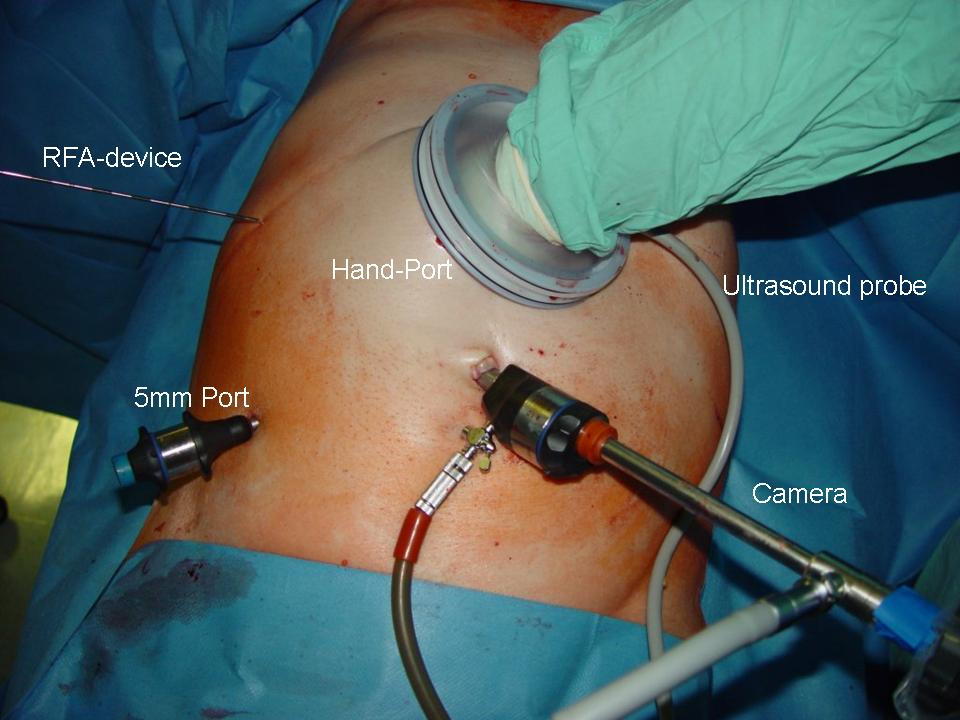 RFA-device
Hand-Port
Ultrasound probe
5mm Port
Camera